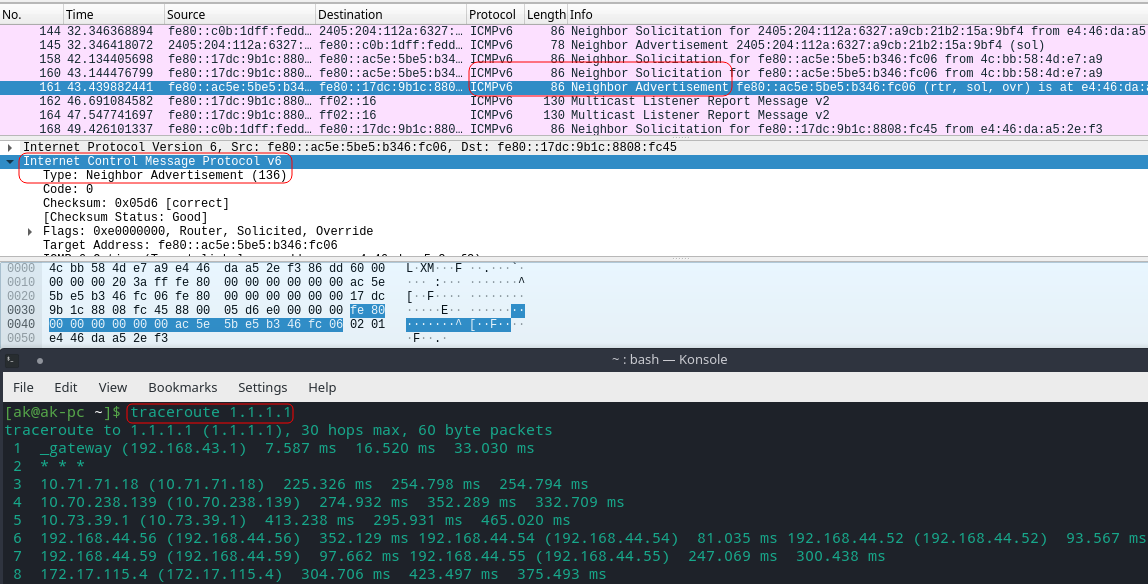 No. Time Source Destination Protocol Length Info
144 32.346368894 fe80::c0b:1dff:fedd… 2405:204:112a:6327:… ICMPv6 86 Neighbor Solicitation for 2405:204:112a:6327:a9cb:21b2:15a:9bf4 from e4:46:da:a5
145 32.346418072 2405:204:112a:6327:… fe80::c0b:1dff:fedd… ICMPv6 78 Neighbor Advertisement 2405:204:112a:6327:a9cb:21b2:15a:9bf4 (sol)
158 42.134405698 fe80::17dc:9b1c:880… fe80::ac5e:5be5:b34… ICMPv6 86 Neighbor Solicitation for fe80::ac5e:5be5:b346:fc06 from 4c:bb:58:4d:e7:a9
160 43.144476799 fe80::17dc:9b1c:880… fe80::ac5e:5be5:b34… ICMPv6 86 Neighbor Solicitation for fe80::ac5e:5be5:b346:fc06 from 4c:bb:58:4d:e7:a9
161 43.439882441 fe80::ac5e:5be5:b34… fe80::17dc:9b1c:880… ICMPv6 86 Neighbor Advertisement fe80::ac5e:5be5:b346:fc06 (rtr, sol, ovr) is at e4:46:da:a
162 46.691084582 fe80::17dc:9b1c:880… ff02::16 ICMPv6 130 Multicast Listener Report Message v2
164 47.547741697 fe80::17dc:9b1c:880… ff02::16 ICMPv6 130 Multicast Listener Report Message v2
168 49.426101337 fe80::c0b:1dff:fedd… fe80::17dc:9b1c:880… ICMPv6 86 Neighbor Solicitation for fe80::17dc:9b1c:8808:fc45 from e4:46:da:a5:2e:f3
Internet Protocol Version 6, Src: fe80::ac5e:5be5:b346:fc06, Dst: fe80::17dc:9b1c:8808:fc45
Internet Control Message Protocol v6
Type: Neighbor Advertisement (136)
Code: 0
Checksum: 0x05d6 [correct]
[Checksum Status: Good]
Flags: 0xe0000000, Router, Solicited, Override
Target Address: fe80::ac5e:5be5:b346:fc06
0000 4c bb 58 4d e7 a9 e4 46 da a5 2e f3 86 dd 60 00 L·XM···F ··.···`·
0010 00 00 00 20 3a ff fe 80 00 00 00 00 00 00 ac 5e ··· :··· ·······^
0020 5b e5 b3 46 fc 06 fe 80 00 00 00 00 00 00 17 dc [··F···· ········
0030 9b 1c 88 08 fc 45 88 00 05 d6 e0 00 00 00 fe 80 ·····E·· ········
0040 00 00 00 00 00 00 ac 5e 5b e5 b3 46 fc 06 02 01 ·······^ [··F····
0050 e4 46 da a5 2e f3 ·F··.·
~ : bash — Konsole
File Edit View Bookmarks Settings Help
[ak@ak-pc ~]$ traceroute 1.1.1.1
traceroute to 1.1.1.1 (1.1.1.1), 30 hops max, 60 byte packets
1 _gateway (192.168.43.1) 7.587 ms 16.520 ms 33.030 ms
2 * * *
3 10.71.71.18 (10.71.71.18) 225.326 ms 254.798 ms 254.794 ms
4 10.70.238.139 (10.70.238.139) 274.932 ms 352.289 ms 332.709 ms
5 10.73.39.1 (10.73.39.1) 413.238 ms 295.931 ms 465.020 ms
6 192.168.44.56 (192.168.44.56) 352.129 ms 192.168.44.54 (192.168.44.54) 81.035 ms 192.168.44.52 (192.168.44.52) 93.567 ms
7 192.168.44.59 (192.168.44.59) 97.662 ms 192.168.44.55 (192.168.44.55) 247.069 ms 300.438 ms
8 172.17.115.4 (172.17.115.4) 304.706 ms 423.497 ms 375.493 ms